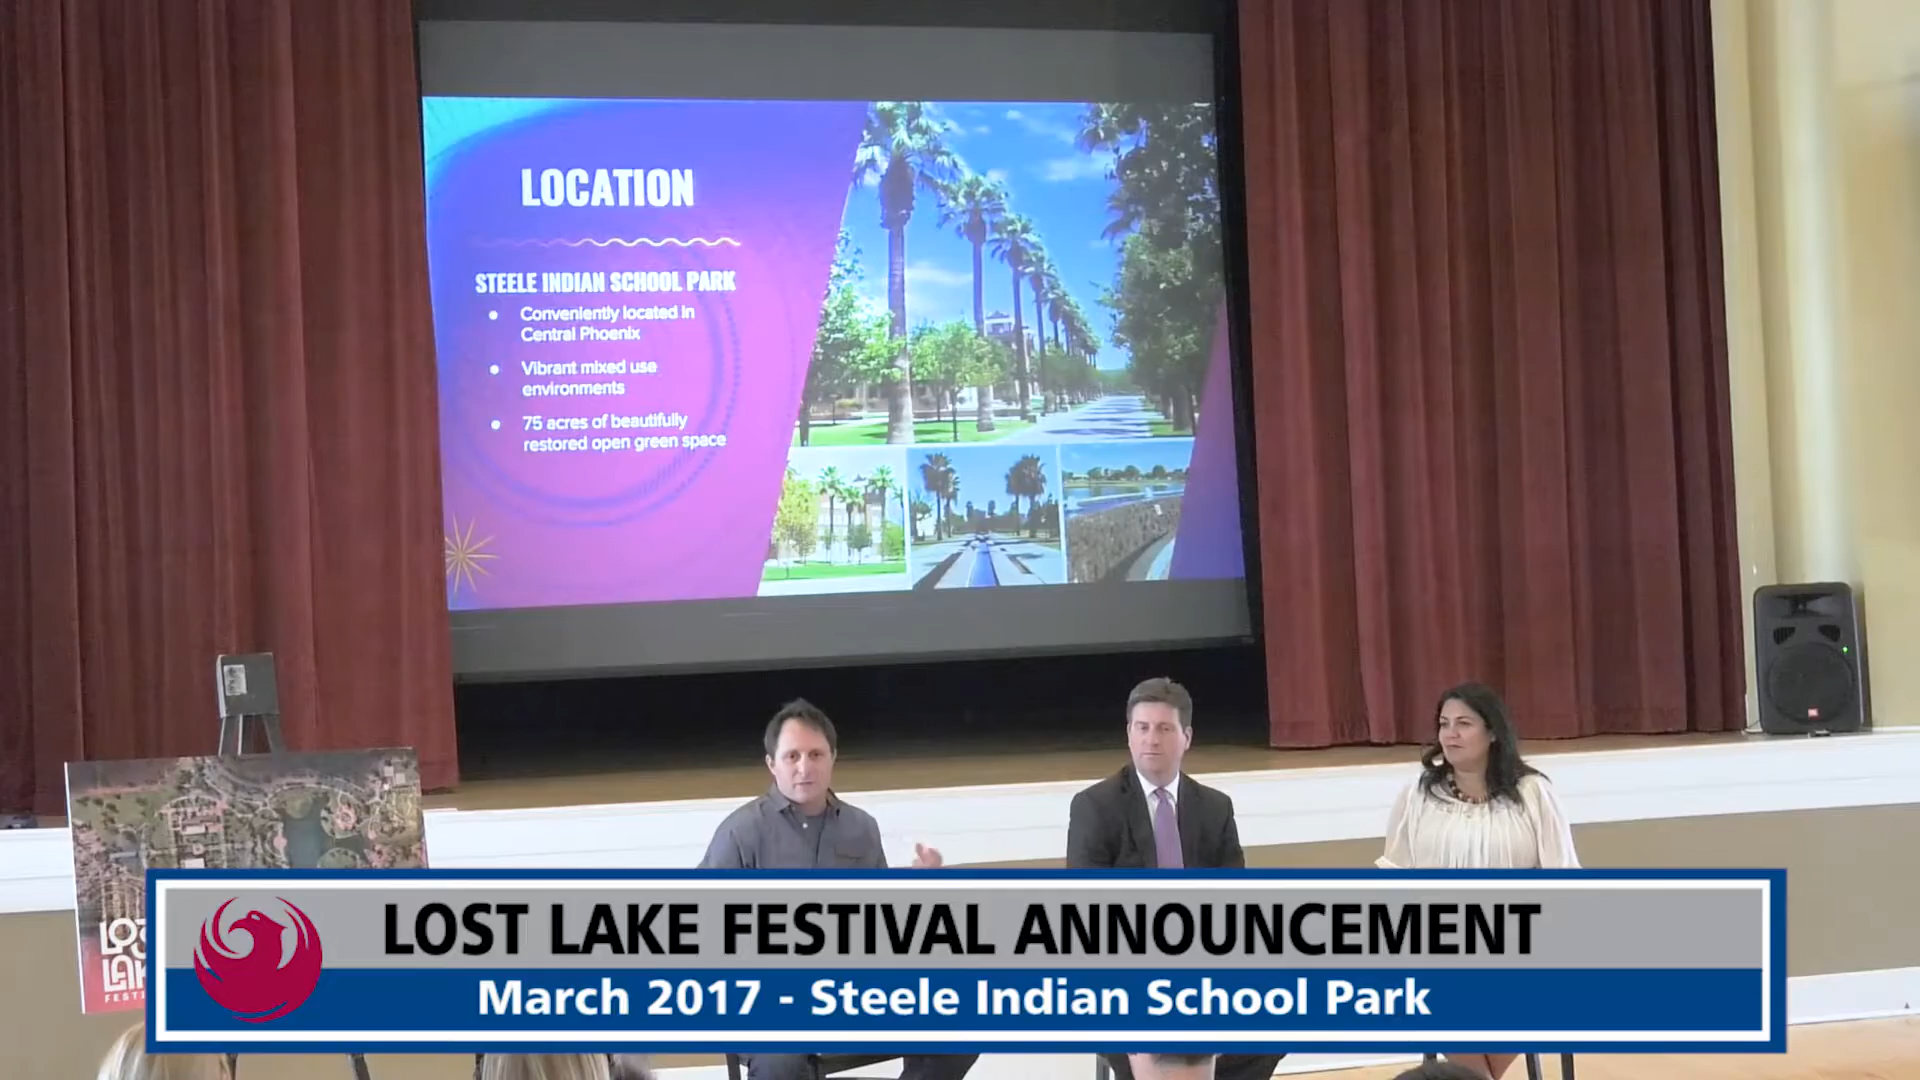 LOCATION
STEELE INDIAN SCHOOL PARK
• Conveniently located in
Central Phoenix
• Vibrant mixed use
environments
• 75 acres of beautifully
restored open green space
LOST LAKE FESTIVAL ANNOUNCEMENT
March 2017 - Steele Indian School Park